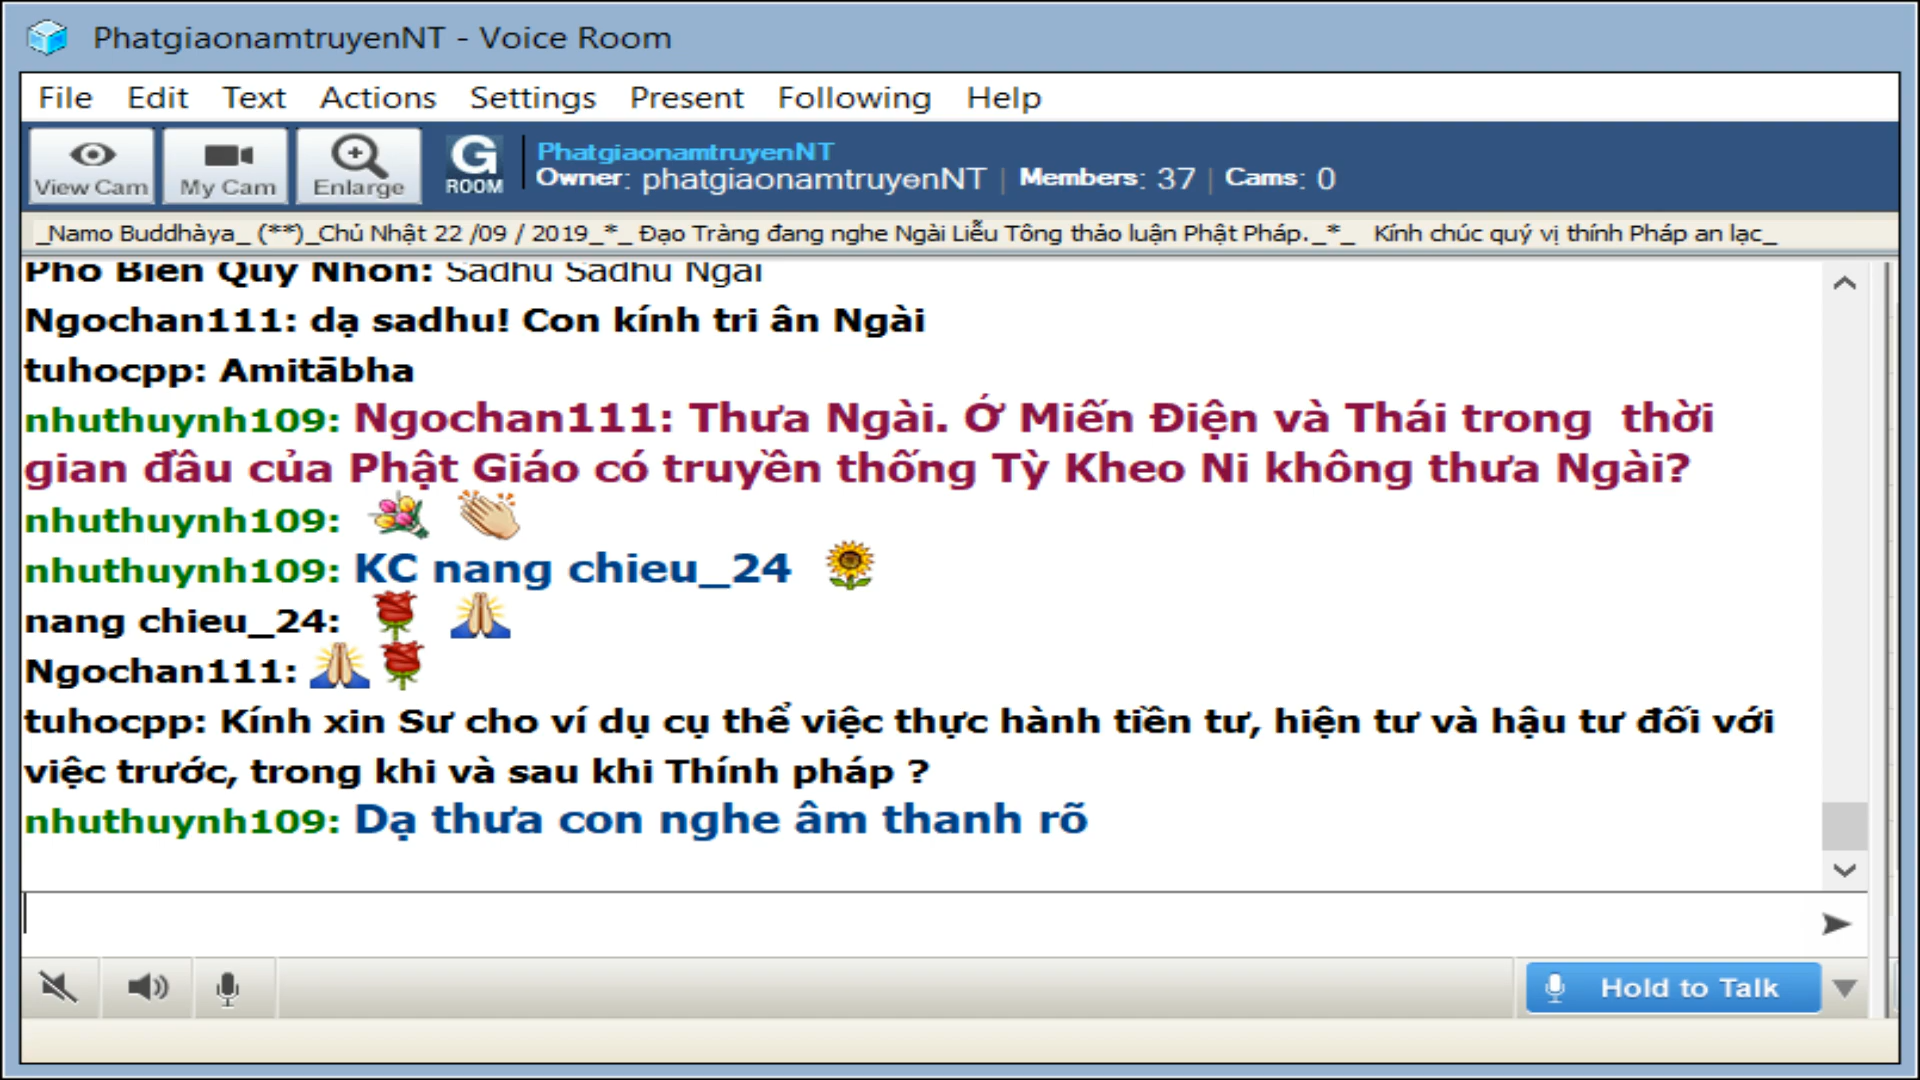 PhatgiaonamtruyenNT - Voice Room
File Edit Text Actions Settings Present Following Help
View Cam My Cam Enlarge G ROOM PhatgiaonamtruyenNT
Owner: phatgiaonamtruyenNT | Members: 37 | Cams: 0
_Namo Buddhàya_ (**)_Chủ Nhật 22 /09 / 2019_*_ Đạo Tràng đang nghe Ngài Liễu Tông thảo luận Phật Pháp._*_ Kính chúc quý vị thính Pháp an lạc_
Pho Bien Quy Nhon: Sadhu Sadhu Ngai
Ngochan111: dạ sadhu! Con kính tri ân Ngài
tuhocpp: Amitābha
nhuthuynh109: Ngochan111: Thưa Ngài. Ở Miến Điện và Thái trong thời
gian đầu của Phật Giáo có truyền thống Tỳ Kheo Ni không thưa Ngài?
nhuthuynh109:
nhuthuynh109: KC nang chieu_24
nang chieu_24:
Ngochan111:
tuhocpp: Kính xin Sư cho ví dụ cụ thể việc thực hành tiền tư, hiện tư và hậu tư đối với
việc trước, trong khi và sau khi Thính pháp ?
nhuthuynh109: Dạ thưa con nghe âm thanh rõ
Hold to Talk